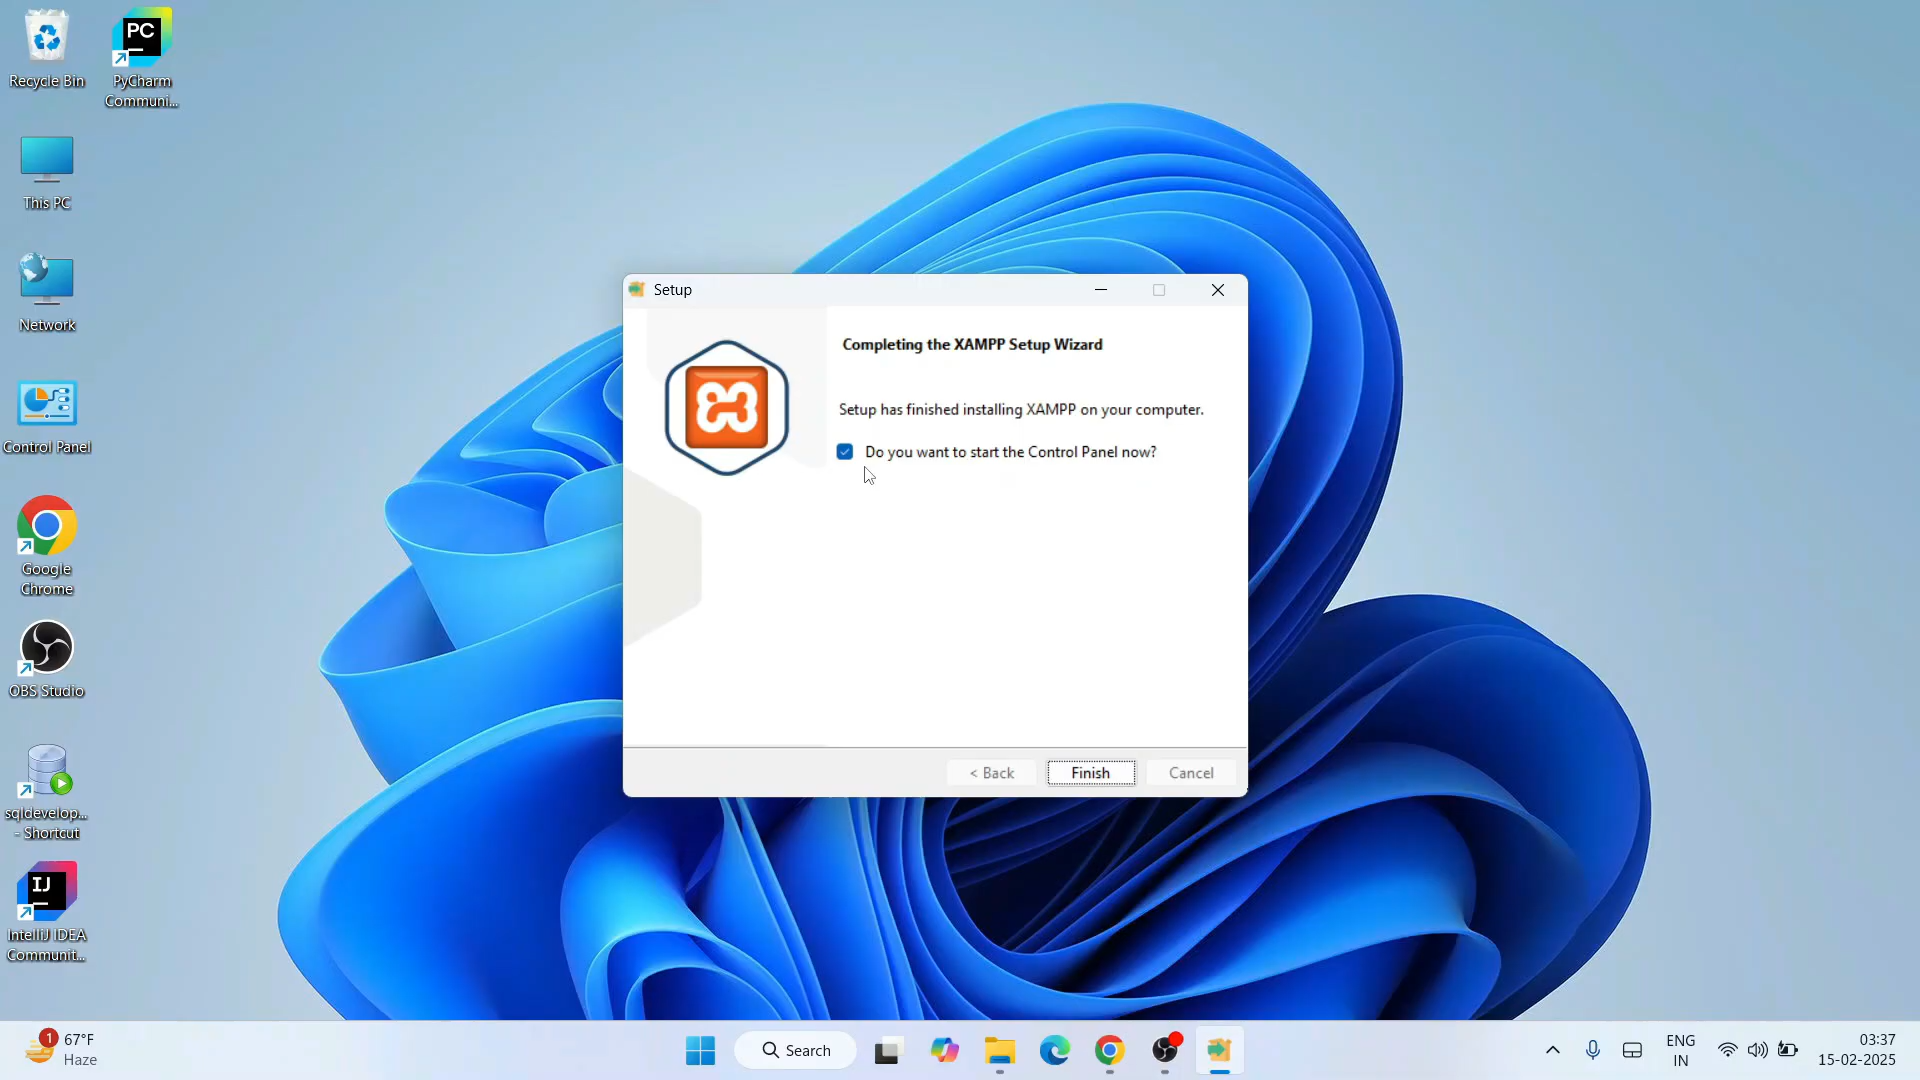 Recycle Bin
PC
PyCharm
Communi...
This PC
Network
Control Panel
Google
Chrome
OBS Studio
sqldevelop...
- Shortcut
IJ
IntelliJ IDEA
Communit...
Setup
Completing the XAMPP Setup Wizard
Setup has finished installing XAMPP on your computer.
Do you want to start the Control Panel now?
< Back
Finish
Cancel
1
67°F
Haze
Search
ENG
IN
03:37
15-02-2025